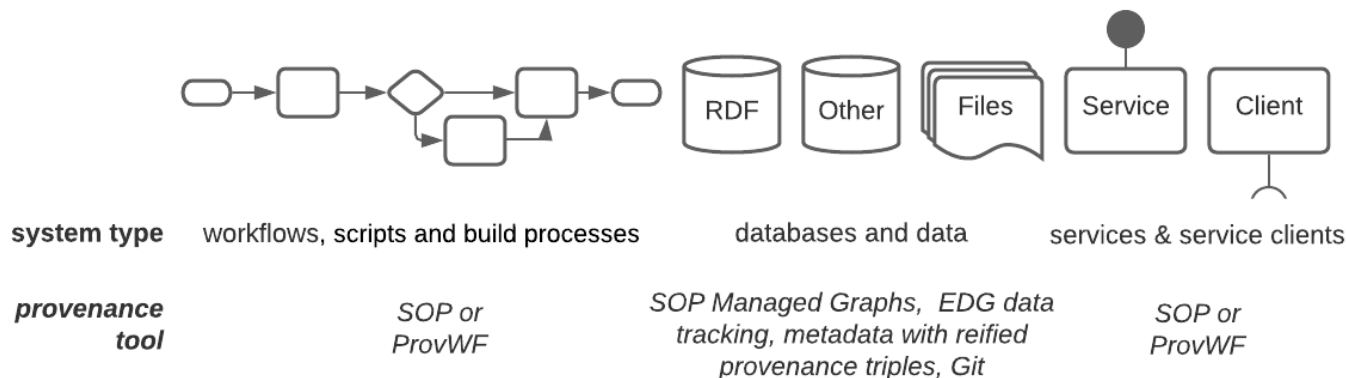 RDF
Other
Files
Service
Client
system type
workflows, scripts and build processes
databases and data
services & service clients
provenance
tool
SOP or
ProvWF
SOP Managed Graphs, EDG data
tracking, metadata with reified
provenance triples, Git
SOP or
ProvWF